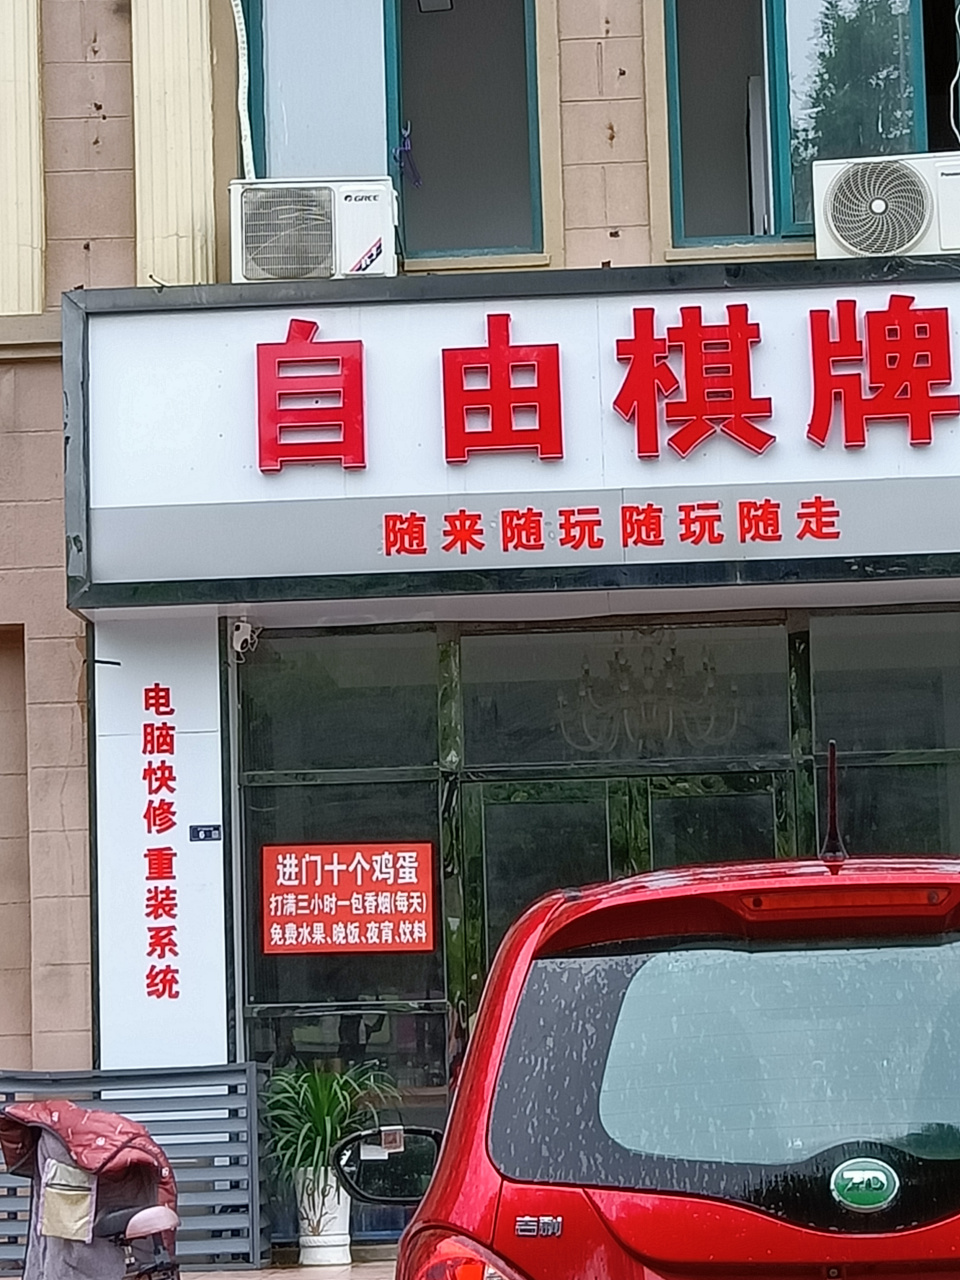 GREE
Panasonic
自由棋牌
随来随玩随玩随走
电脑快修 重装系统
6
进门十个鸡蛋
打满三小时一包香烟(每天)
免费水果、晚饭、夜宵、饮料
ZD
吉利